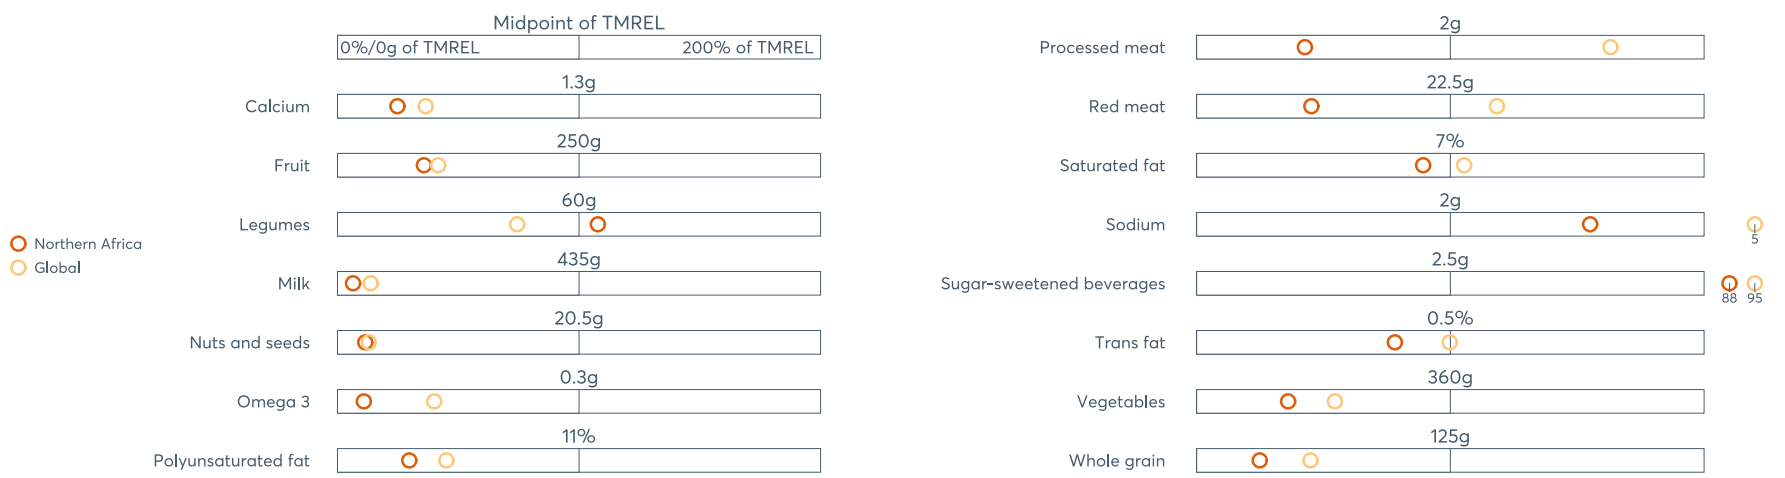 Midpoint of TMREL
0%/0g of TMREL 200% of TMREL
1.3g
Calcium
250g
Fruit
60g
Legumes
Northern Africa
Global
435g
Milk
20.5g
Nuts and seeds
0.3g
Omega 3
11%
Polyunsaturated fat
2g
Processed meat
22.5g
Red meat
7%
Saturated fat
2g
Sodium
5
2.5g
Sugar-sweetened beverages
88 95
0.5%
Trans fat
360g
Vegetables
125g
Whole grain